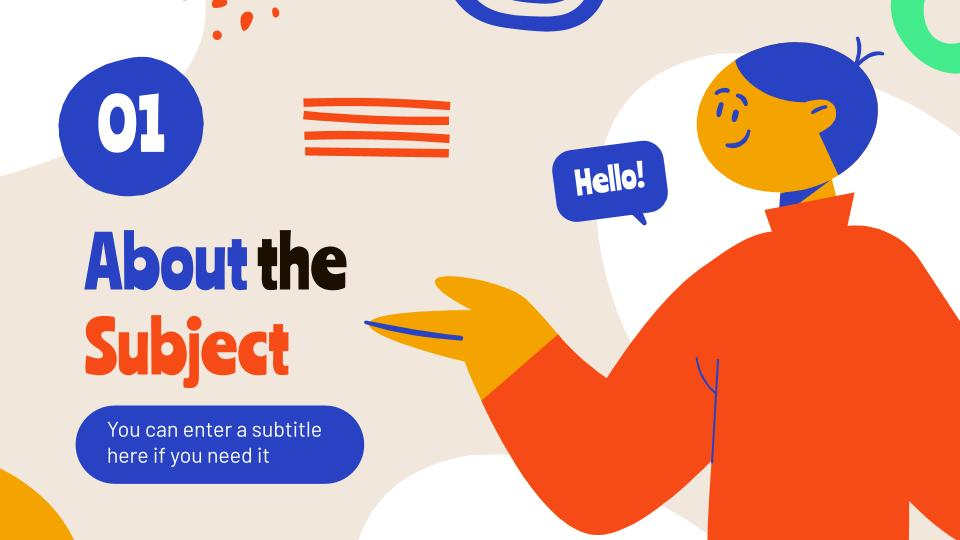 01
Hello!
About the
Subject
You can enter a subtitle
here if you need it